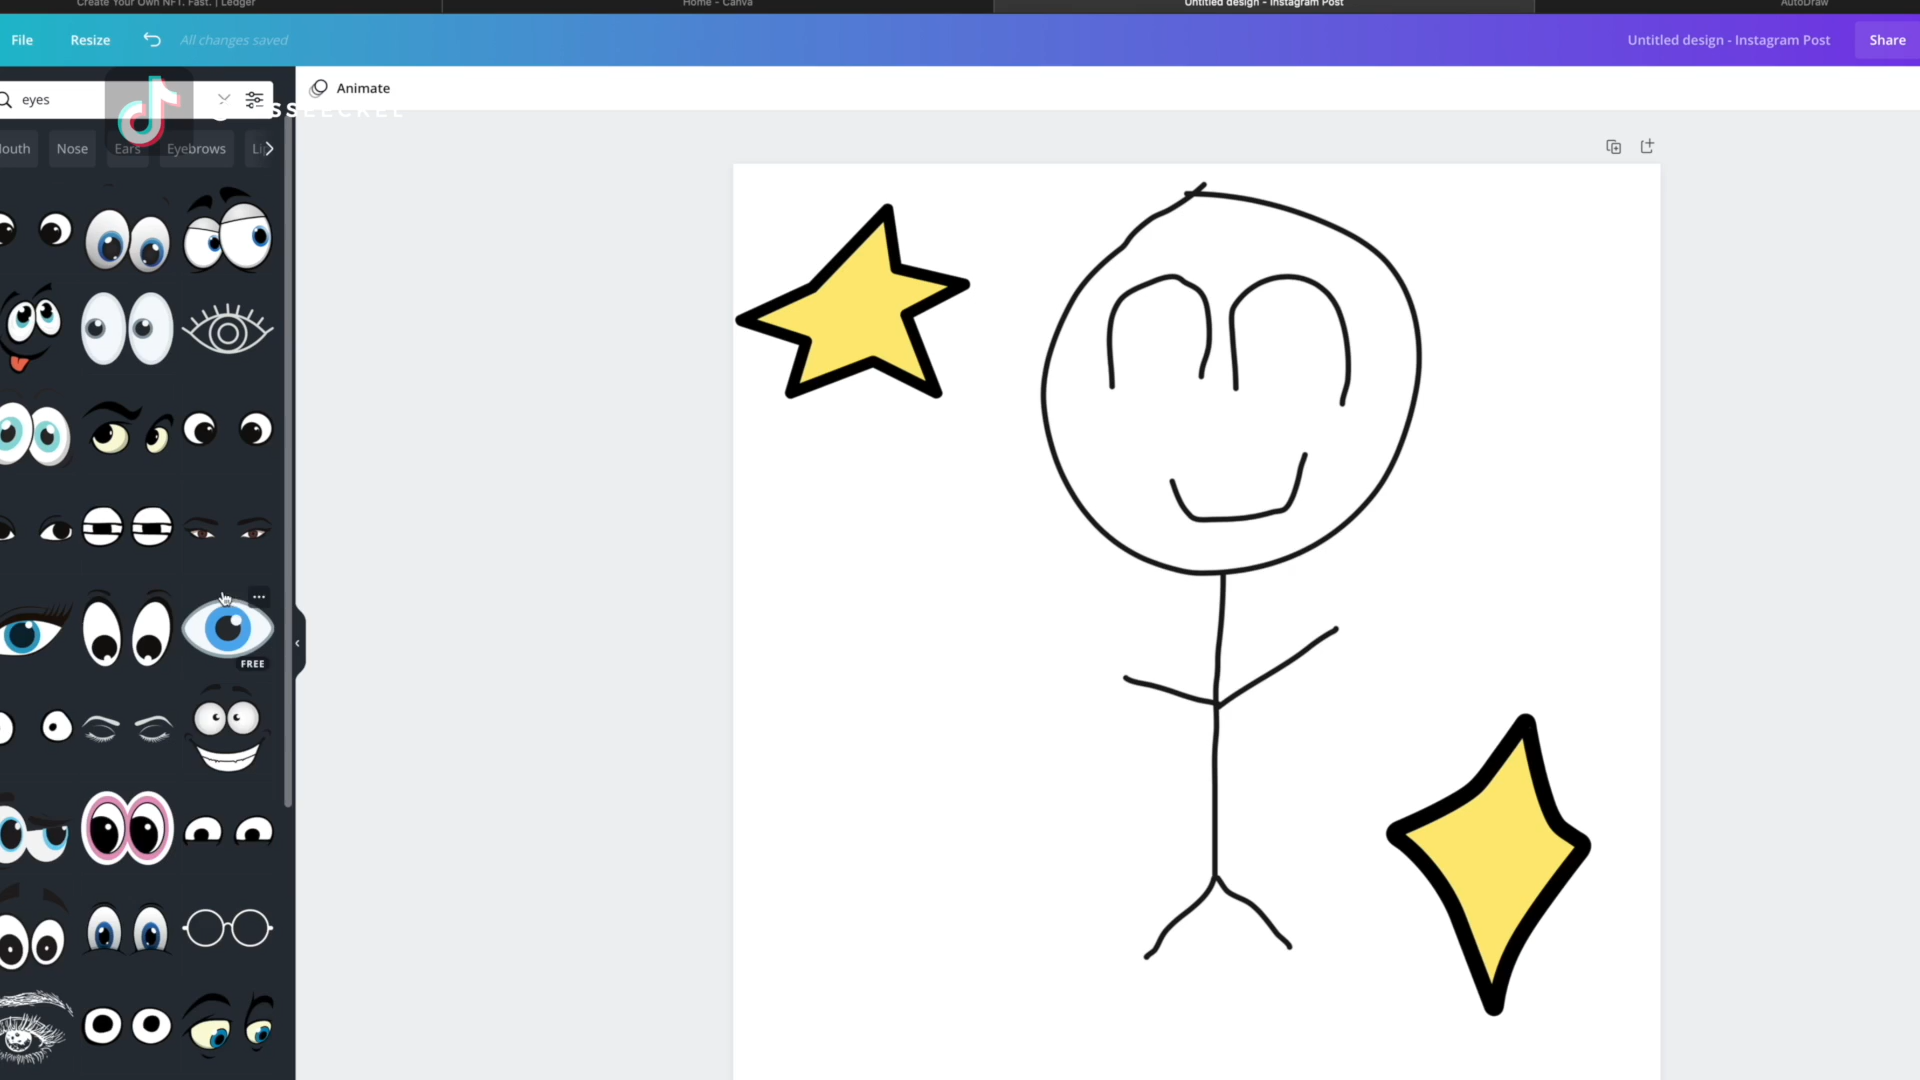 Create Your Own NFT. Fast. | Ledger
Home - Canva
Untitled design - Instagram Post
AutoDraw
File
Resize
All changes saved
Untitled design - Instagram Post
Share
eyes
Animate
Nose
Ears
Eyebrows
FREE